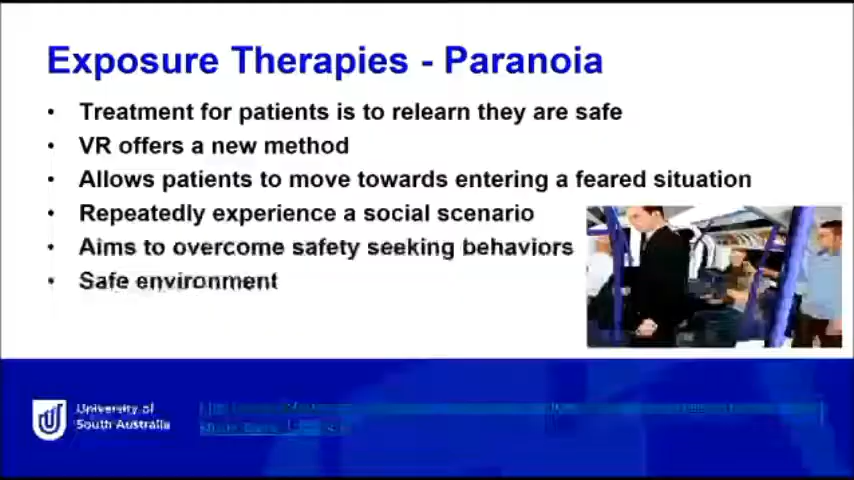 Exposure Therapies - Paranoia
• Treatment for patients is to relearn they are safe
• VR offers a new method
• Allows patients to move towards entering a feared situation
• Repeatedly experience a social scenario
• Aims to overcome safety seeking behaviors
• Safe environment
University of
South Australia